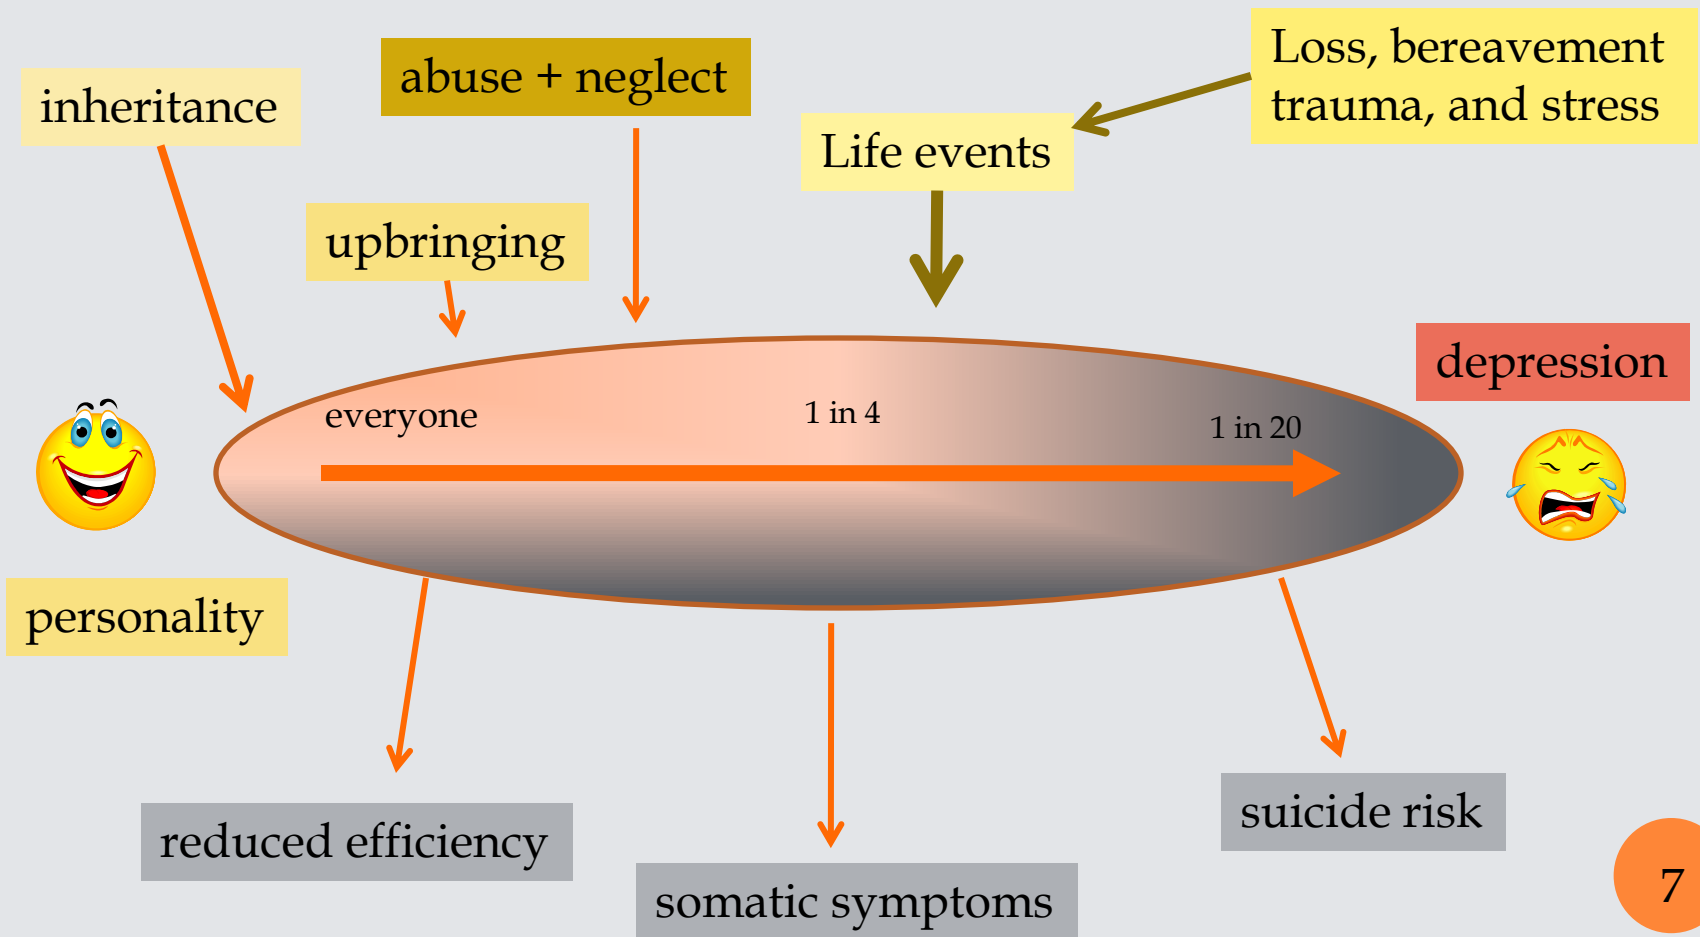 inheritance
abuse + neglect
Loss, bereavement
trauma, and stress
Life events
upbringing
depression
everyone
1 in 4
1 in 20
personality
reduced efficiency
somatic symptoms
suicide risk
7